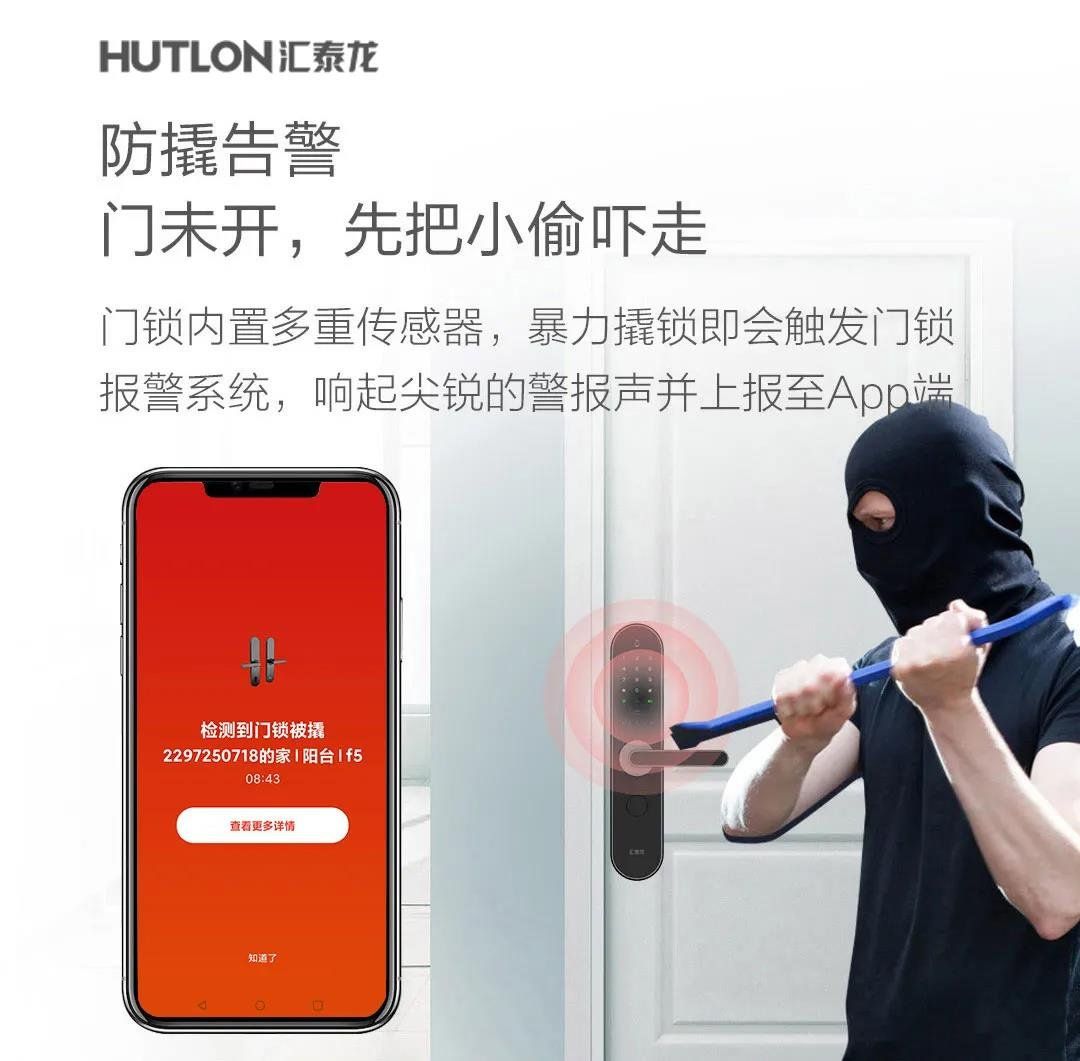 HUTLON汇泰龙
防撬告警
门未开，先把小偷吓走
门锁内置多重传感器，暴力撬锁即会触发门锁
报警系统，响起尖锐的警报声并上报至App端
检测到门锁被撬
2297250718的家 | 阳台 | f5
08:43
查看更多详情
知道了
汇泰龙